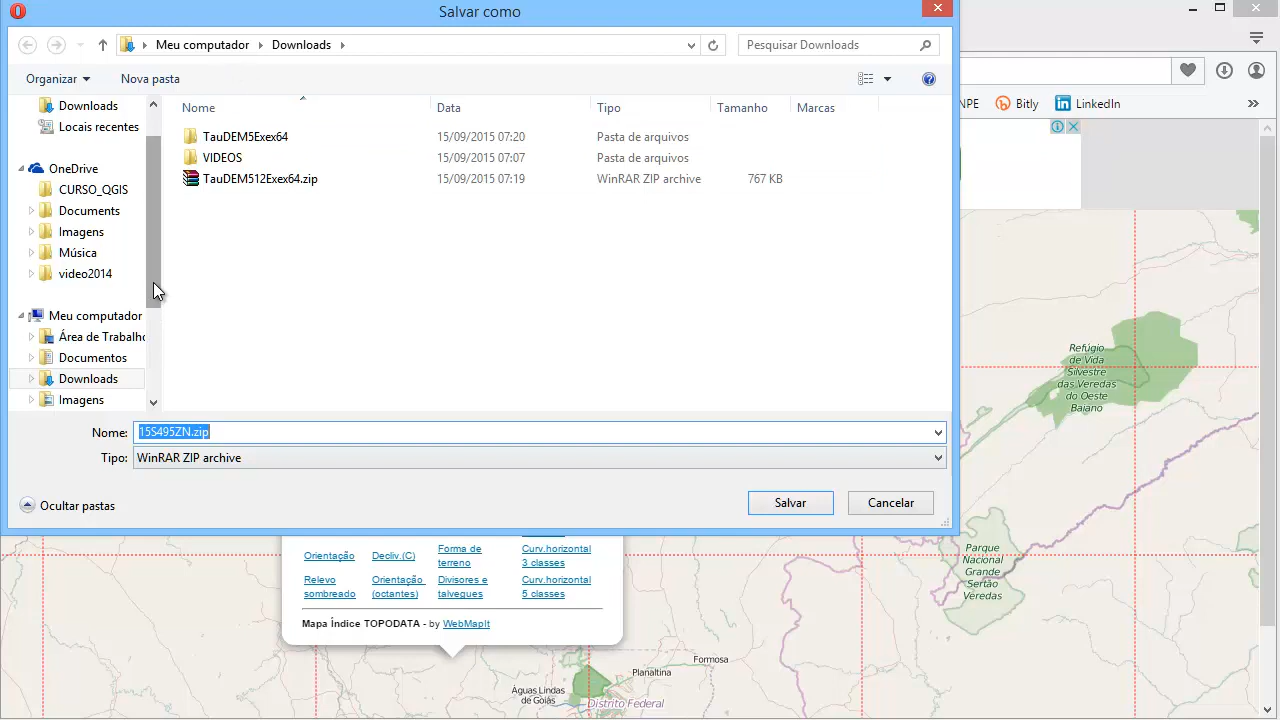 Salvar como
Meu computador
Downloads
Pesquisar Downloads
Organizar
Nova pasta
NPE
Bitly
LinkedIn
Downloads
Locais recentes
OneDrive
CURSO_QGIS
Documents
Imagens
Música
video2014
Meu computador
Área de Trabalho
Documentos
Downloads
Imagens
Nome Data Tipo Tamanho Marcas
TauDEM5Exex64 15/09/2015 07:20 Pasta de arquivos
VIDEOS 15/09/2015 07:07 Pasta de arquivos
TauDEM512Exex64.zip 15/09/2015 07:19 WinRAR ZIP archive 767 KB
Nome: 15S495ZN.zip
Tipo: WinRAR ZIP archive
Ocultar pastas
Salvar
Cancelar
Orientação
Decliv.(C)
Forma de
terreno
Curv.horizontal
3 classes
Relevo
sombreado
Orientação
(octantes)
Divisores e
talvegues
Curv.horizontal
5 classes
Mapa Índice TOPODATA - by WebMapIt
Refúgio
de Vida
Silvestre
das Veredas
do Oeste
Baiano
Parque
Nacional
Grande
Sertão
Veredas
Formosa
Planaltina
Águas Lindas
de Goiás
Distrito Federal